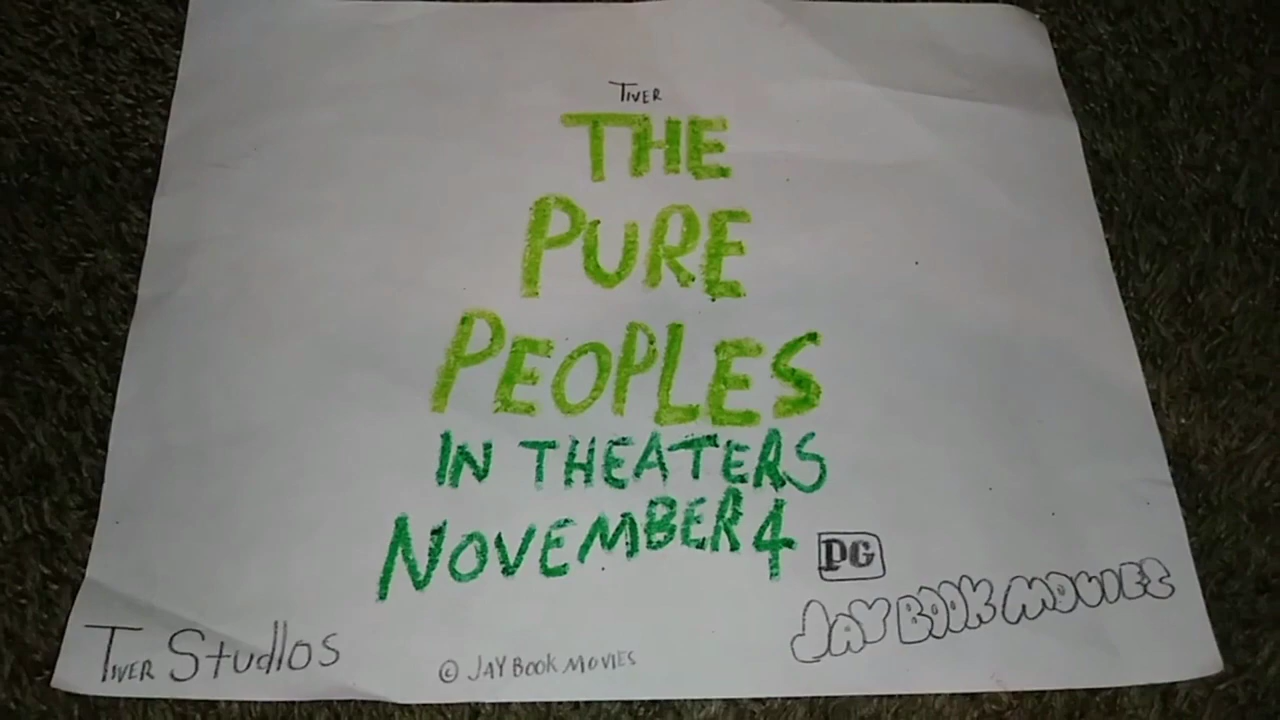 TIVER
THE
PURE
PEOPLES
IN THEATERS
NOVEMBER 4
PG
JAY BOOK MOVIES
TIVER StudIoS
© JAY BOOK MOVIES